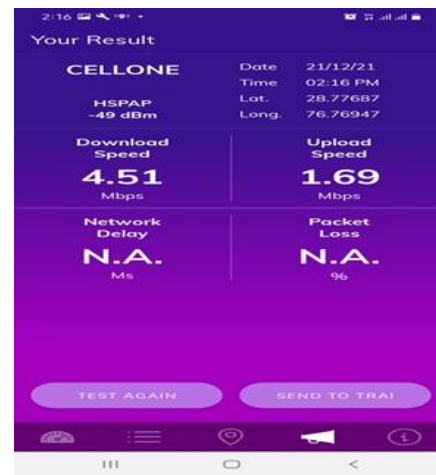 2:16
Your Result
CELLONE
HSPAP
-49 dBm
Date 21/12/21
Time 02:16 PM
Lat. 28.77687
Long. 76.76947
Download
Speed
4.51
Mbps
Upload
Speed
1.69
Mbps
Network
Delay
N.A.
Ms
Packet
Loss
N.A.
%
TEST AGAIN
SEND TO TRAI